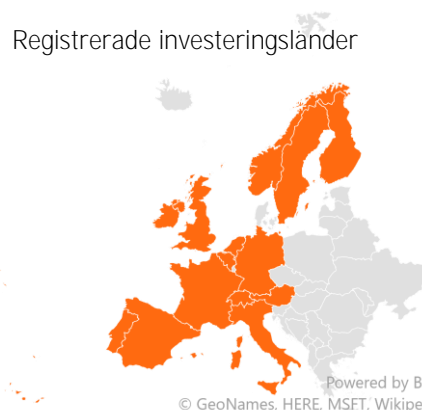 Registrerade investeringsländer
Powered by B
© GeoNames, HERE, MSFT, Wikipe